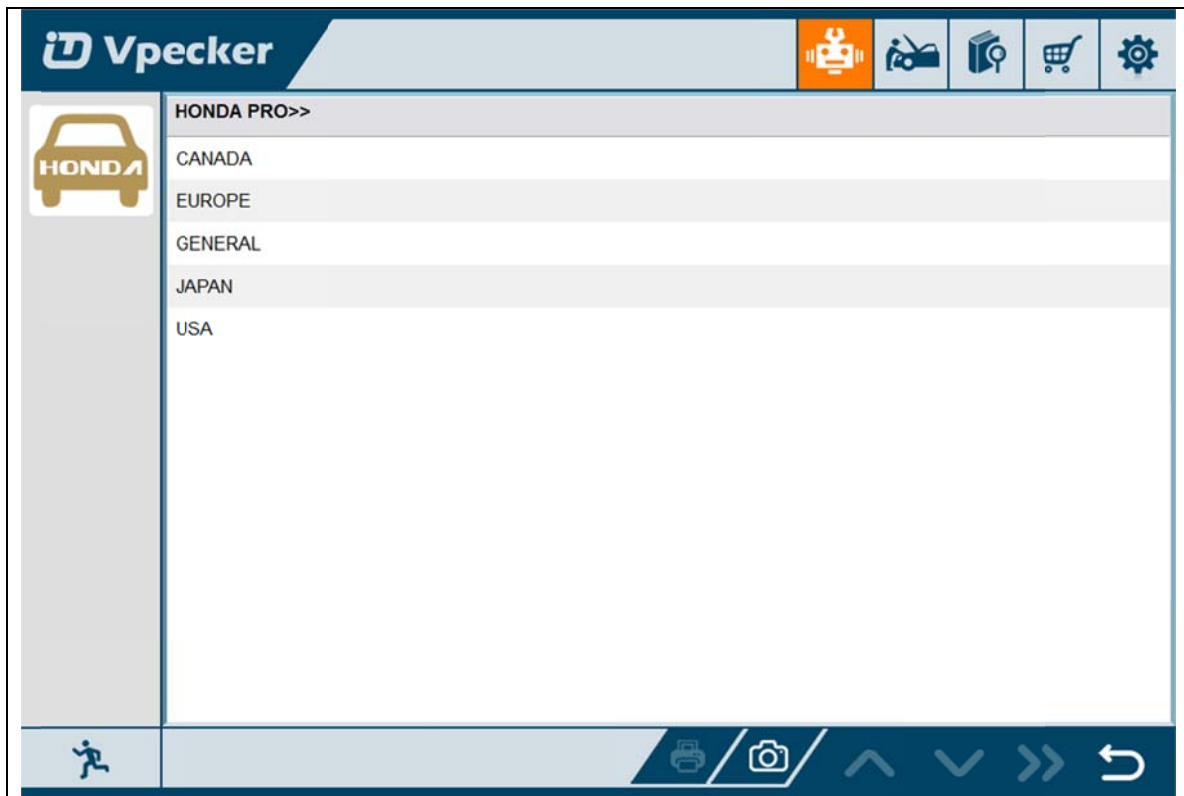 Vpecker
HONDA PRO>>
HONDA
CANADA
EUROPE
GENERAL
JAPAN
USA